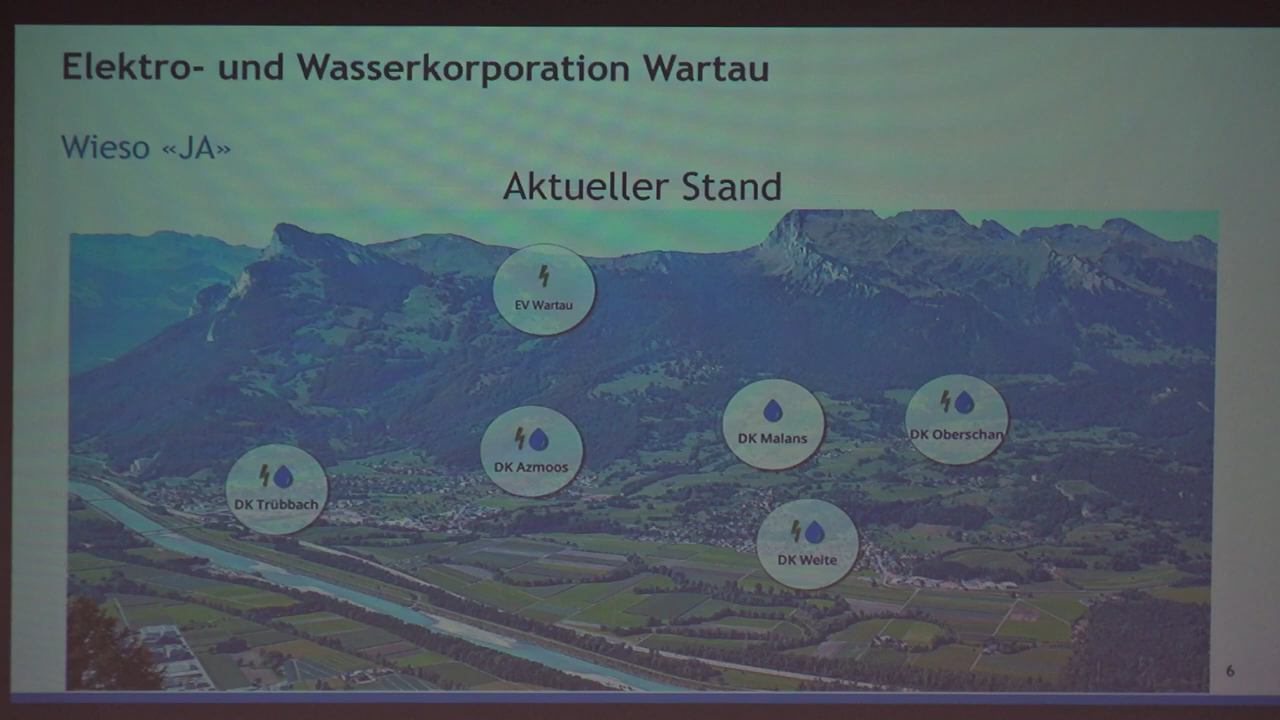 Elektro- und Wasserkorporation Wartau
Wieso «JA»
Aktueller Stand
EV Wartau
DK Malans
DK Oberschan
DK Azmoos
DK Trübbach
DK Weite
6